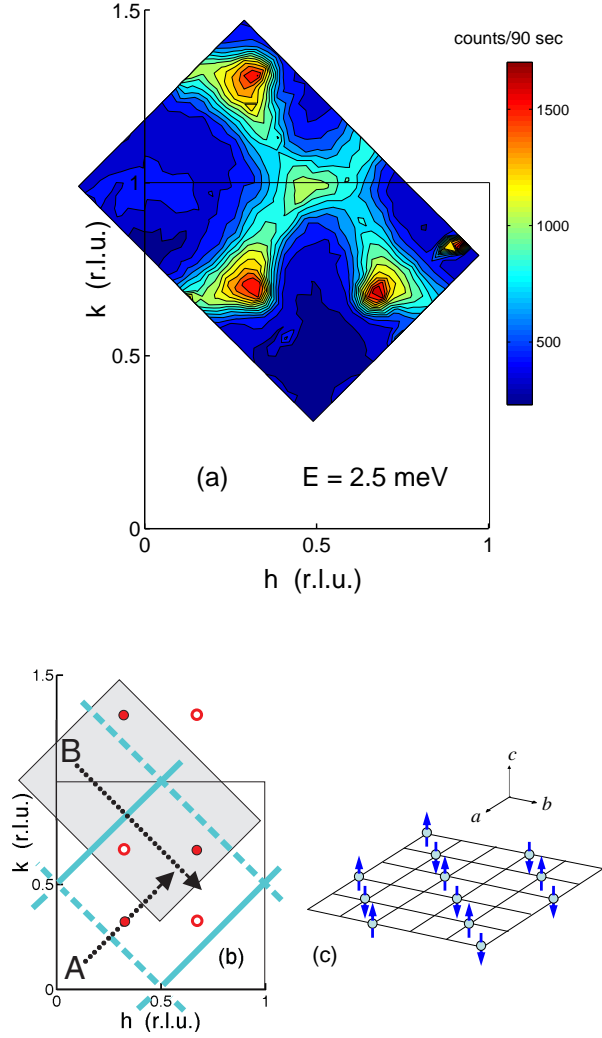 1.5
counts/90 sec
1500
1
1000
k (r.l.u.)
0.5
500
(a) E = 2.5 meV
0
0 0.5 1
h (r.l.u.)
1.5
B
k (r.l.u.)
0.5
A
(b)
0
0 0.5 1
h (r.l.u.)
c
a b
(c)